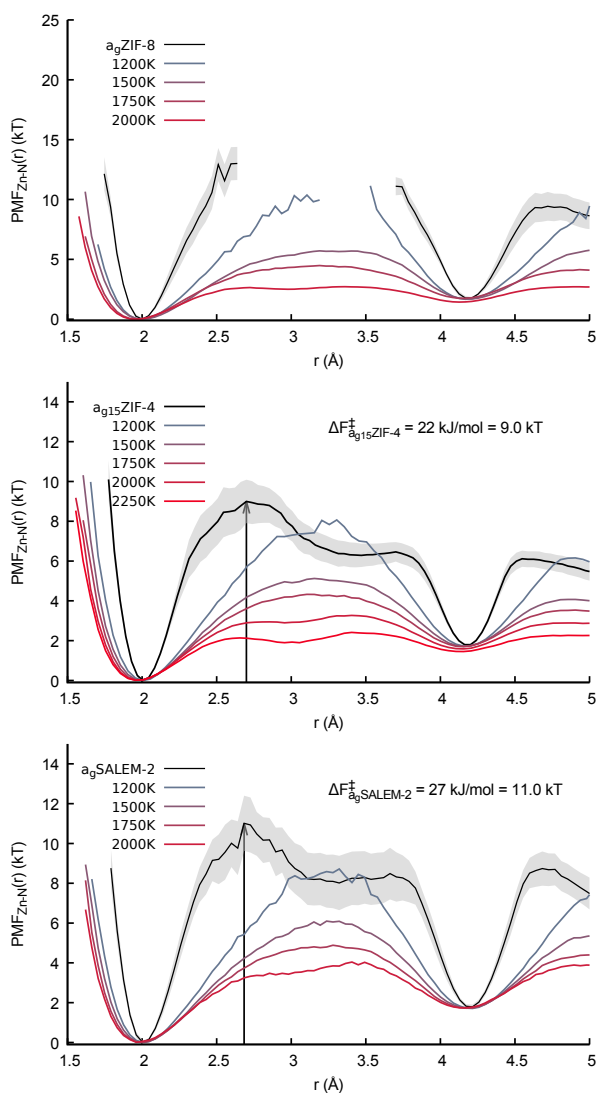 25
20
15
10
5
0
PMF_Zn-N(r) (kT)
a_gZIF-8
1200K
1500K
1750K
2000K
1.5 2 2.5 3 3.5 4 4.5 5
r (Å)
14
12
10
8
6
4
2
0
PMF_Zn-N(r) (kT)
a_g15ZIF-4
1200K
1500K
1750K
2000K
2250K
ΔF‡_a_g15ZIF-4 = 22 kJ/mol = 9.0 kT
1.5 2 2.5 3 3.5 4 4.5 5
r (Å)
14
12
10
8
6
4
2
0
PMF_Zn-N(r) (kT)
a_gSALEM-2
1200K
1500K
1750K
2000K
ΔF‡_a_gSALEM-2 = 27 kJ/mol = 11.0 kT
1.5 2 2.5 3 3.5 4 4.5 5
r (Å)